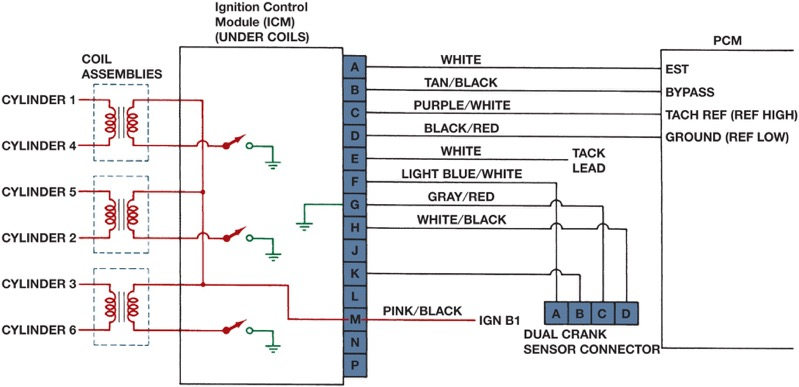 Ignition Control
Module (ICM)
(UNDER COILS)
PCM
COIL
ASSEMBLIES
CYLINDER 1
CYLINDER 4
CYLINDER 5
CYLINDER 2
CYLINDER 3
CYLINDER 6
A
B
C
D
E
F
G
H
J
K
L
M
N
P
WHITE
TAN/BLACK
PURPLE/WHITE
BLACK/RED
WHITE
LIGHT BLUE/WHITE
GRAY/RED
WHITE/BLACK
PINK/BLACK
IGN B1
TACK
LEAD
EST
BYPASS
TACH REF (REF HIGH)
GROUND (REF LOW)
A B C D
DUAL CRANK
SENSOR CONNECTOR